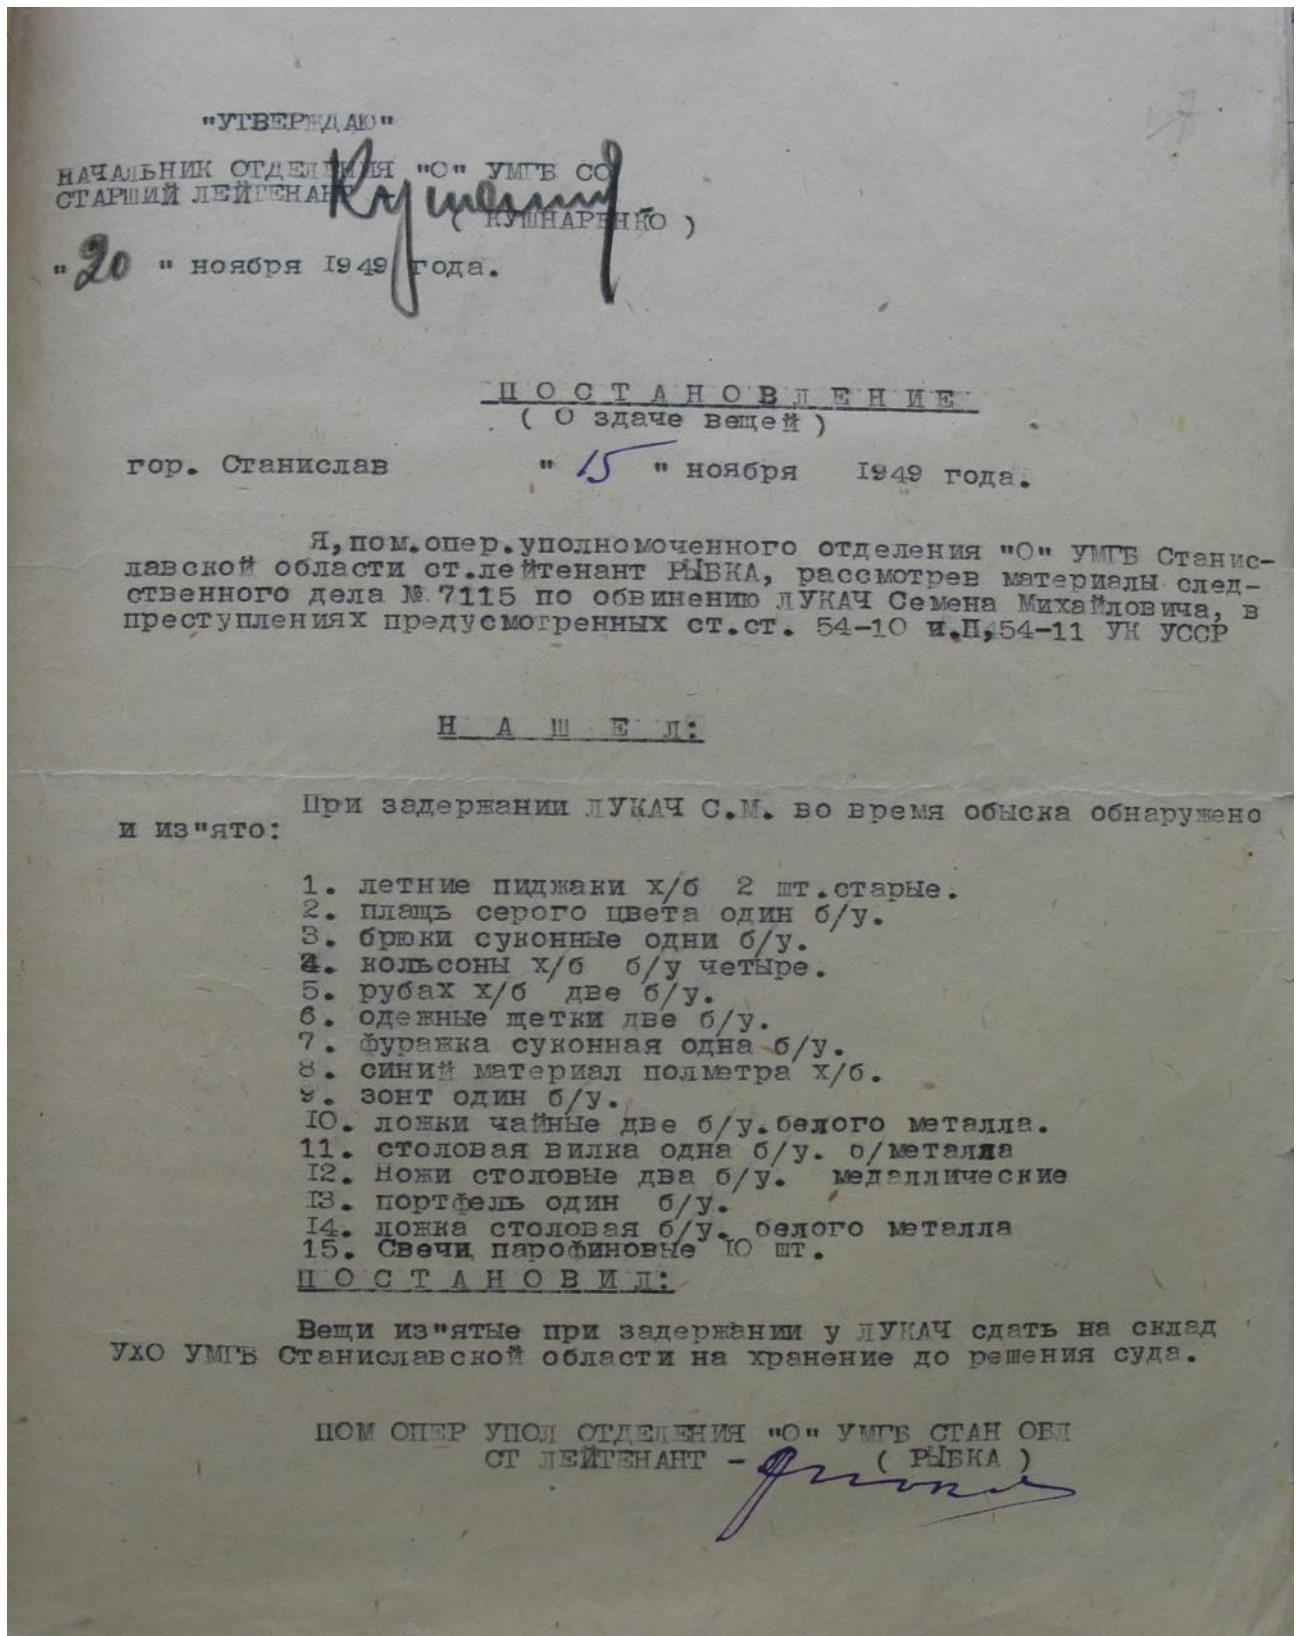 "УТВЕРЖДАЮ"
НАЧАЛЬНИК ОТДЕЛЕНИЯ "О" УМГБ СО
СТАРШИЙ ЛЕЙТЕНАНТ
( КУШНАРЕНКО )
" 20 " ноября 1949 года.
П О С Т А Н О В Л Е Н И Е
( О здаче вещей )
гор. Станислав " 15 " ноября 1949 года.
Я,пом.опер.уполномоченного отделения "О" УМГБ Станис-
лавской области ст.лейтенант РЫБКА, рассмотрев материалы след-
ственного дела № 7115 по обвинению ЛУКАЧ Семена Михайловича, в
преступлениях предусмотренных ст.ст. 54-10 ч.П,54-11 УК УССР
Н А Ш Е Л:
При задержании ЛУКАЧ С.М. во время обыска обнаружено
и из"ято:
1. летние пиджаки х/б 2 шт.старые.
2. плащь серого цвета один б/у.
3. брюки суконные одни б/у.
4. кольсоны х/б б/у четыре.
5. рубах х/б две б/у.
6. одежные щетки две б/у.
7. фуражка суконная одна б/у.
8. синий материал полметра х/б.
9. зонт один б/у.
10. ложки чайные две б/у.белого металла.
11. столовая вилка одна б/у. б/металла
12. Ножи столовые два б/у. медаллические
13. портфель один б/у.
14. ложка столовая б/у. белого металла
15. Свечи парофиновые 10 шт.
П О С Т А Н О В И Л:
Вещи из"ятые при задержании у ЛУКАЧ сдать на склад
УХО УМГБ Станиславской области на хранение до решения суда.
ПОМ ОПЕР УПОЛ ОТДЕЛЕНИЯ "О" УМГБ СТАН ОБЛ
СТ ЛЕЙТЕНАНТ - ( РЫБКА )